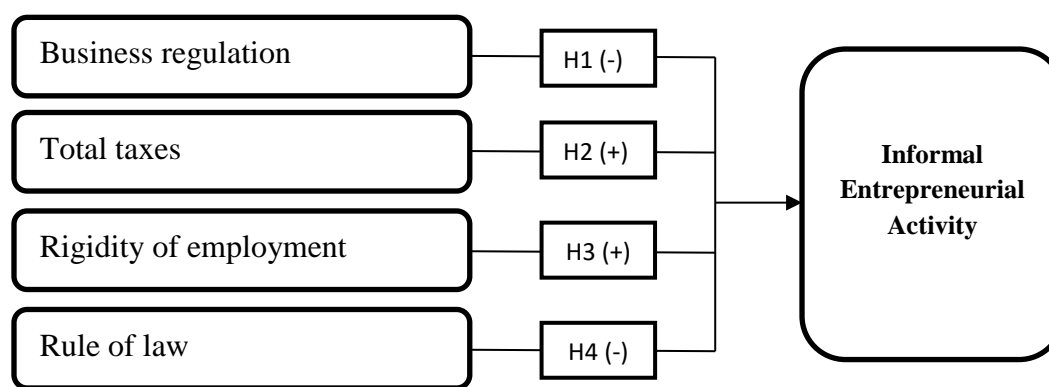 Business regulation
H1 (-)
Total taxes
H2 (+)
Rigidity of employment
H3 (+)
Rule of law
H4 (-)
Informal
Entrepreneurial
Activity